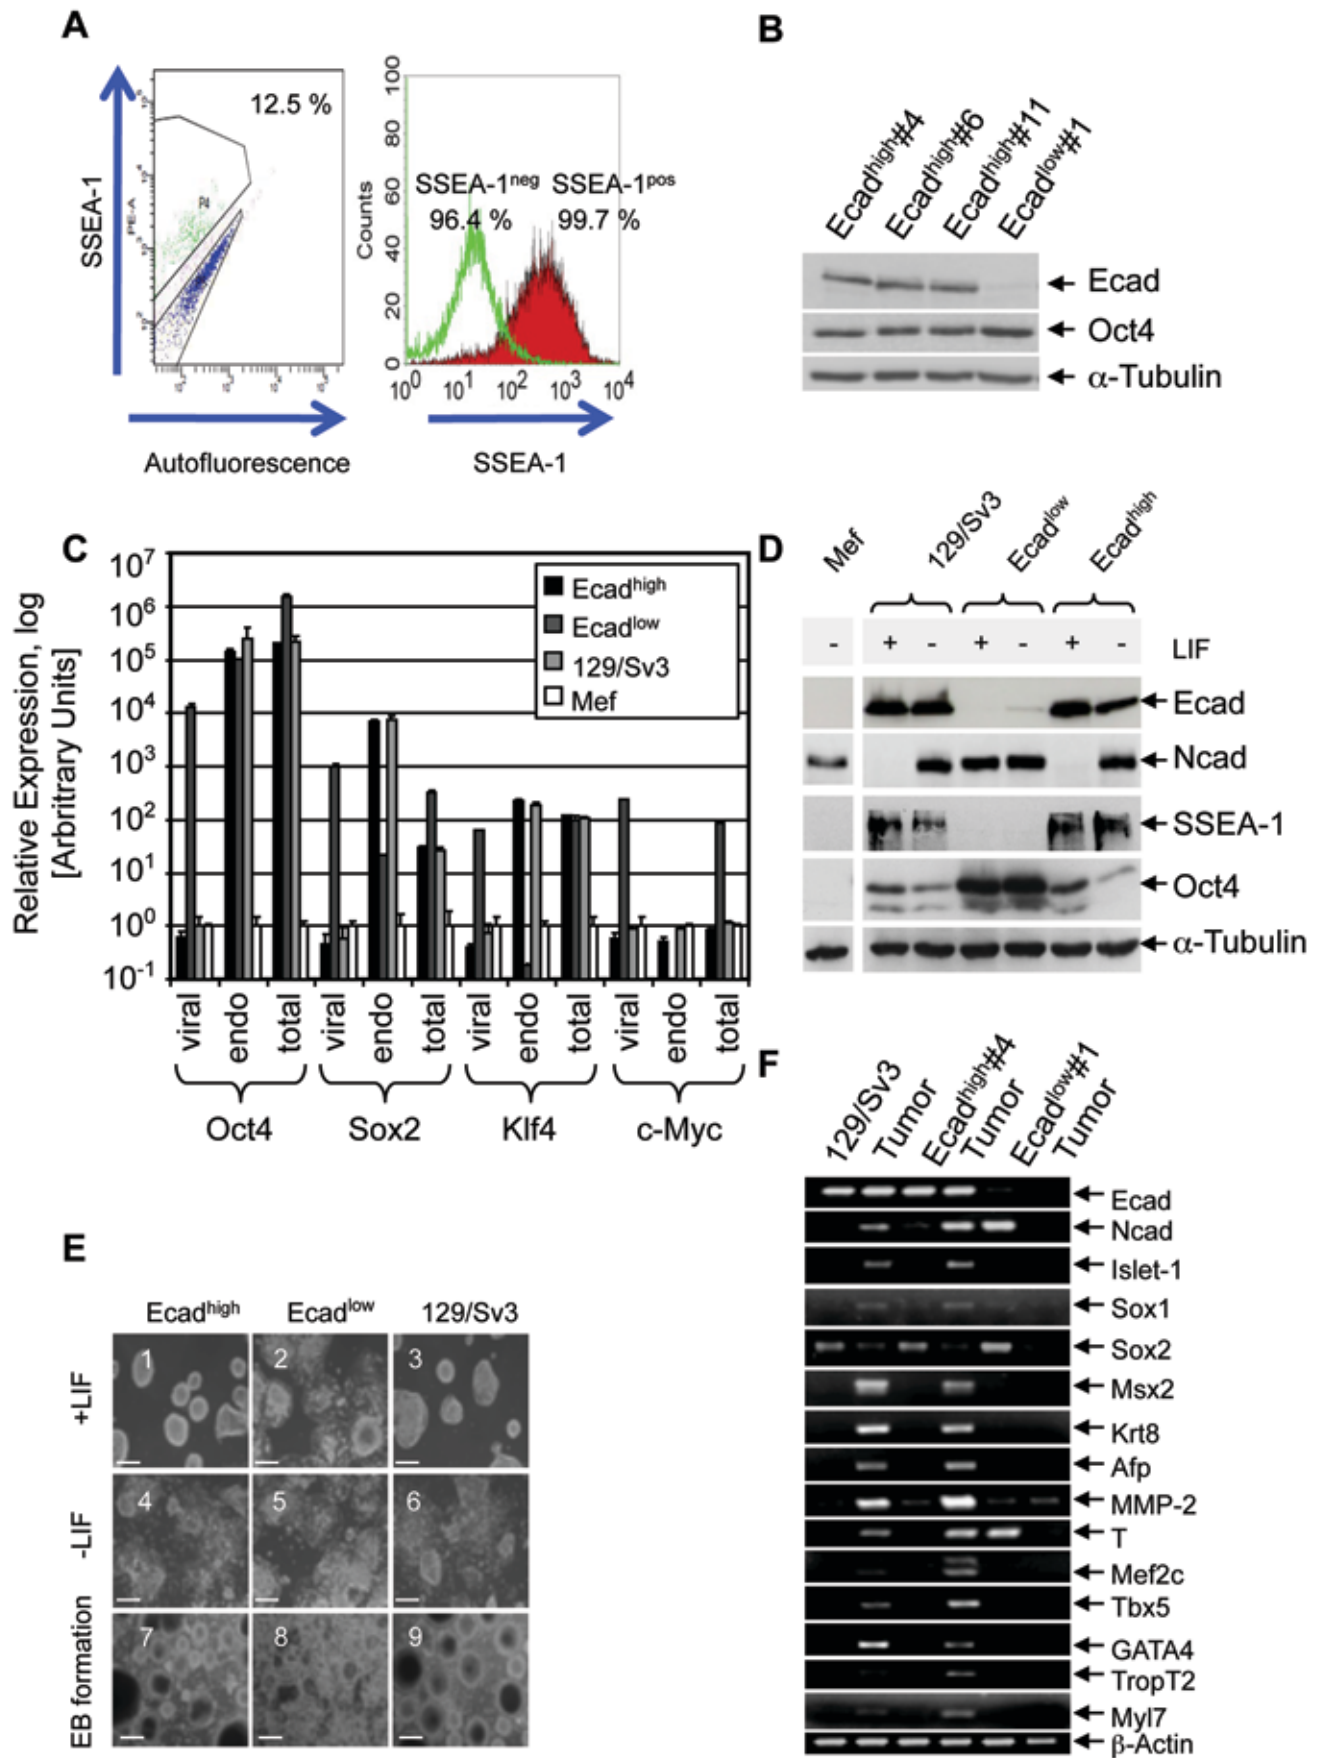 A
SSEA-1
PE-A
12.5 %
P2
Autofluorescence
Counts
100
80
60
40
20
0
SSEA-1neg
96.4 %
SSEA-1pos
99.7 %
10^0 10^1 10^2 10^3 10^4
SSEA-1
B
Ecadhigh#4
Ecadhigh#6
Ecadhigh#11
Ecadlow#1
Ecad
Oct4
α-Tubulin
C
Relative Expression, log
[Arbritrary Units]
10^7
10^6
10^5
10^4
10^3
10^2
10^1
10^0
10^-1
Ecadhigh
Ecadlow
129/Sv3
Mef
viral endo total viral endo total viral endo total viral endo total
Oct4 Sox2 Klf4 c-Myc
D
Mef
129/Sv3
Ecadlow
Ecadhigh
- + - + - + - LIF
Ecad
Ncad
SSEA-1
Oct4
α-Tubulin
E
Ecadhigh Ecadlow 129/Sv3
+LIF
1 2 3
-LIF
4 5 6
EB formation
7 8 9
F
129/Sv3
Tumor
Ecadhigh#4
Tumor
Ecadlow#1
Tumor
Ecad
Ncad
Islet-1
Sox1
Sox2
Msx2
Krt8
Afp
MMP-2
T
Mef2c
Tbx5
GATA4
TropT2
Myl7
β-Actin